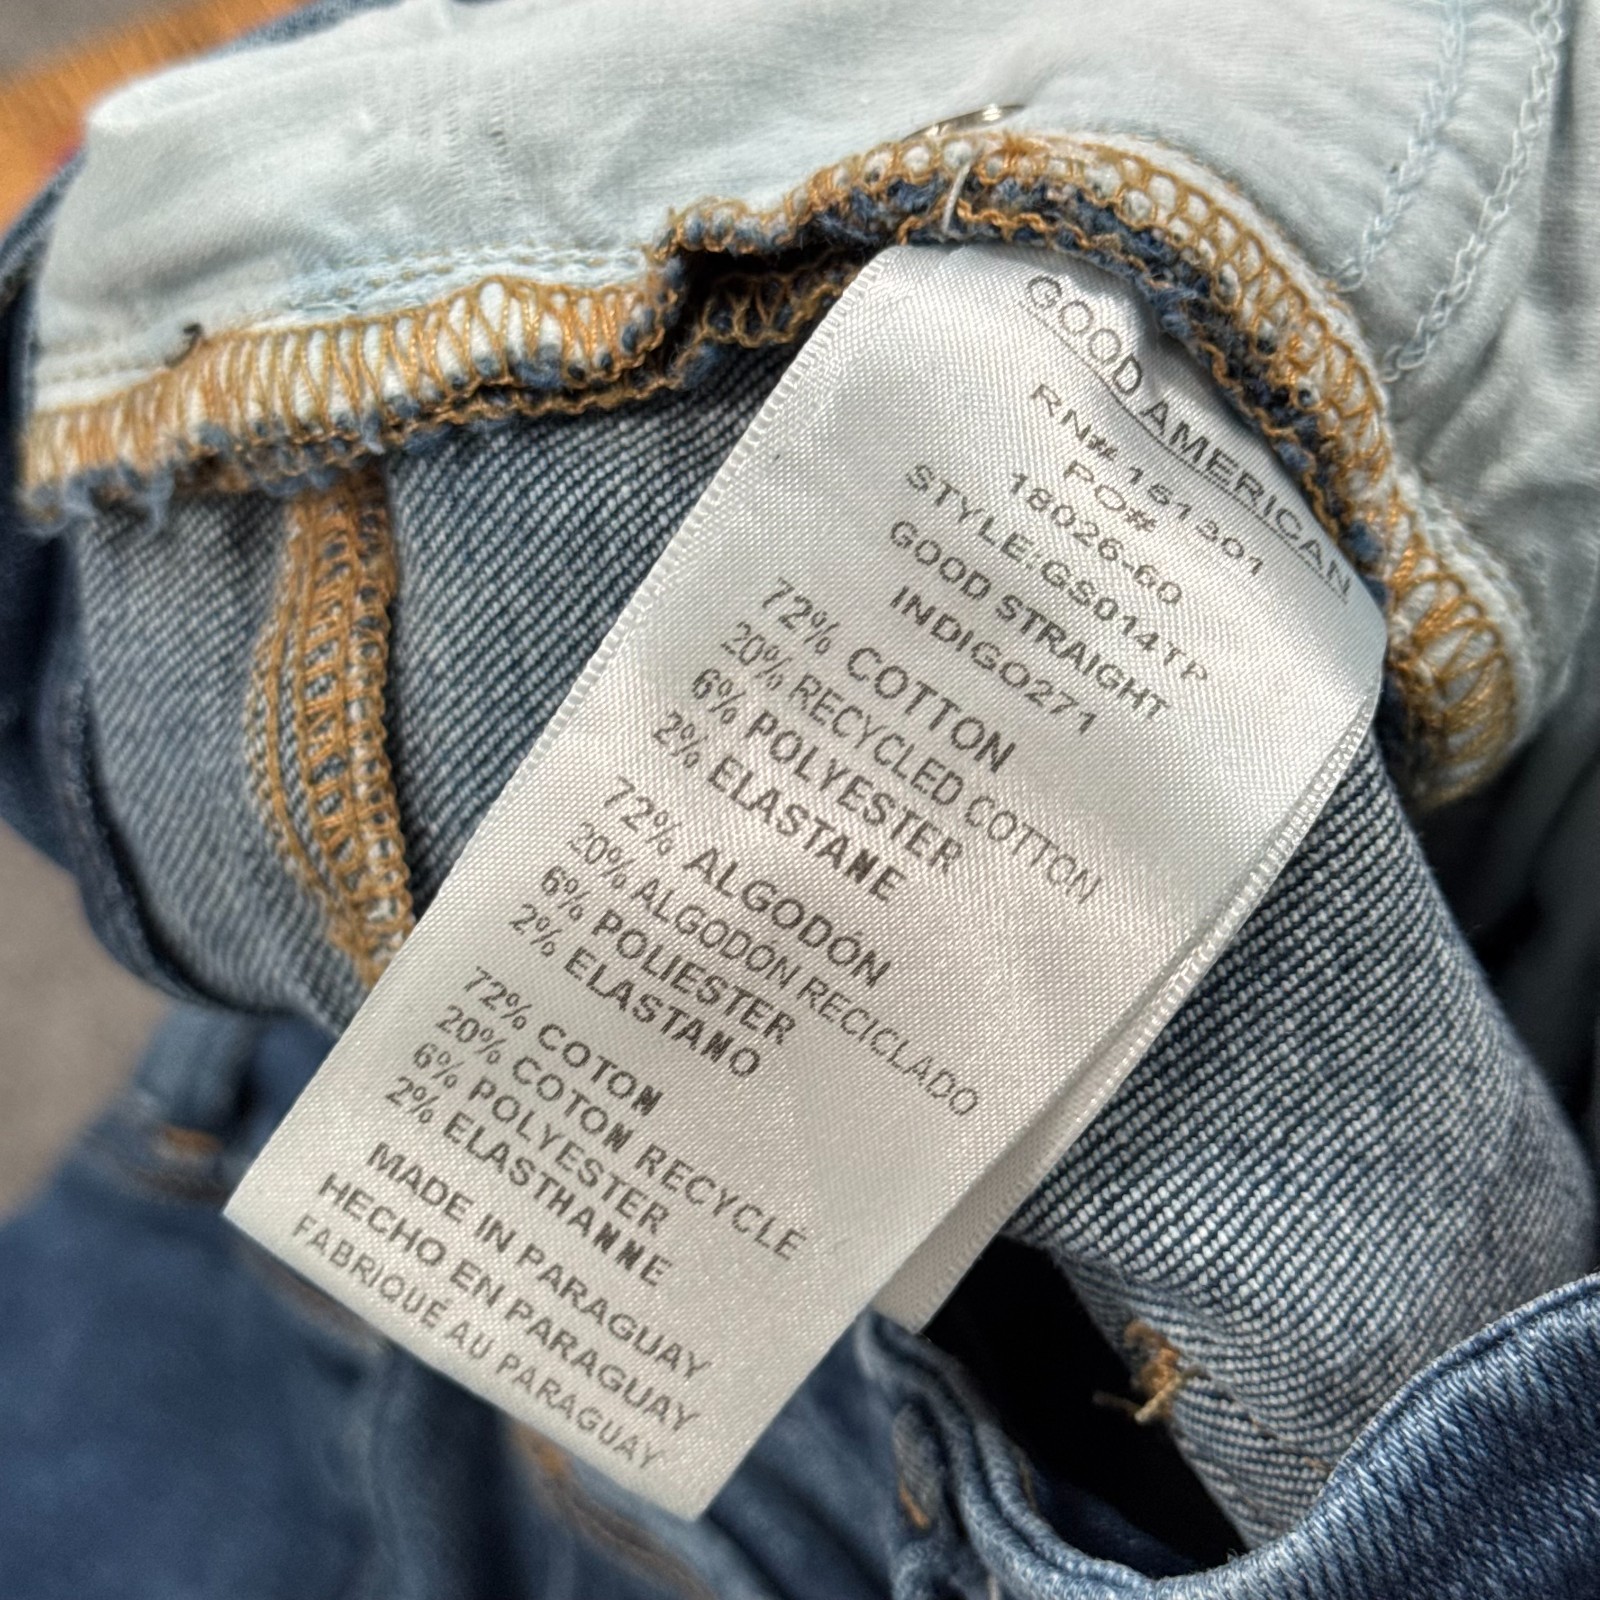 GOOD AMERICAN
RN# 151301
PO#
18026-60
STYLE:GS014TP
GOOD STRAIGHT
INDIGO271
72% COTTON
20% RECYCLED COTTON
6% POLYESTER
2% ELASTANE
72% ALGODÓN
20% ALGODÓN RECICLADO
6% POLIESTER
2% ELASTANO
72% COTON
20% COTON RECYCLÉ
6% POLYESTER
2% ELASTHANNE
MADE IN PARAGUAY
HECHO EN PARAGUAY
FABRIQUÉ AU PARAGUAY